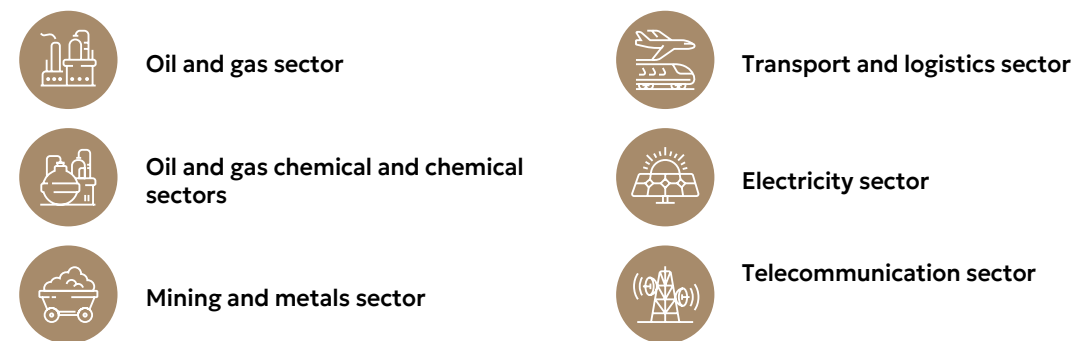 Oil and gas sector
Oil and gas chemical and chemical
sectors
Mining and metals sector
Transport and logistics sector
Electricity sector
Telecommunication sector